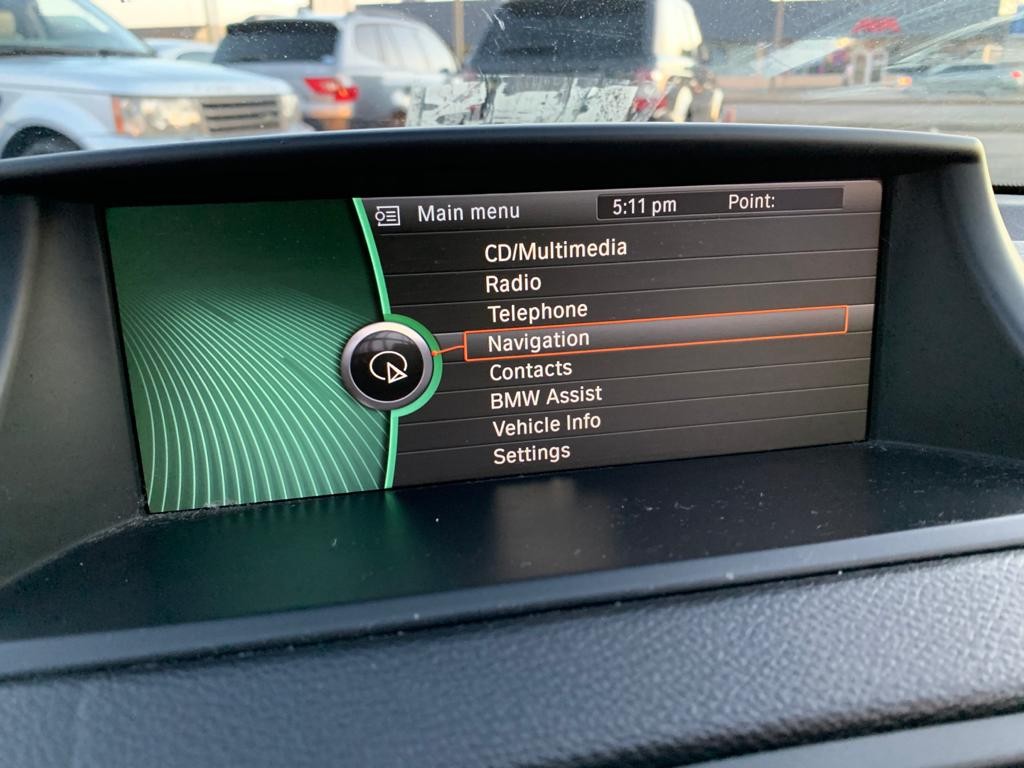 Main menu
5:11 pm
Point:
CD/Multimedia
Radio
Telephone
Navigation
Contacts
BMW Assist
Vehicle Info
Settings